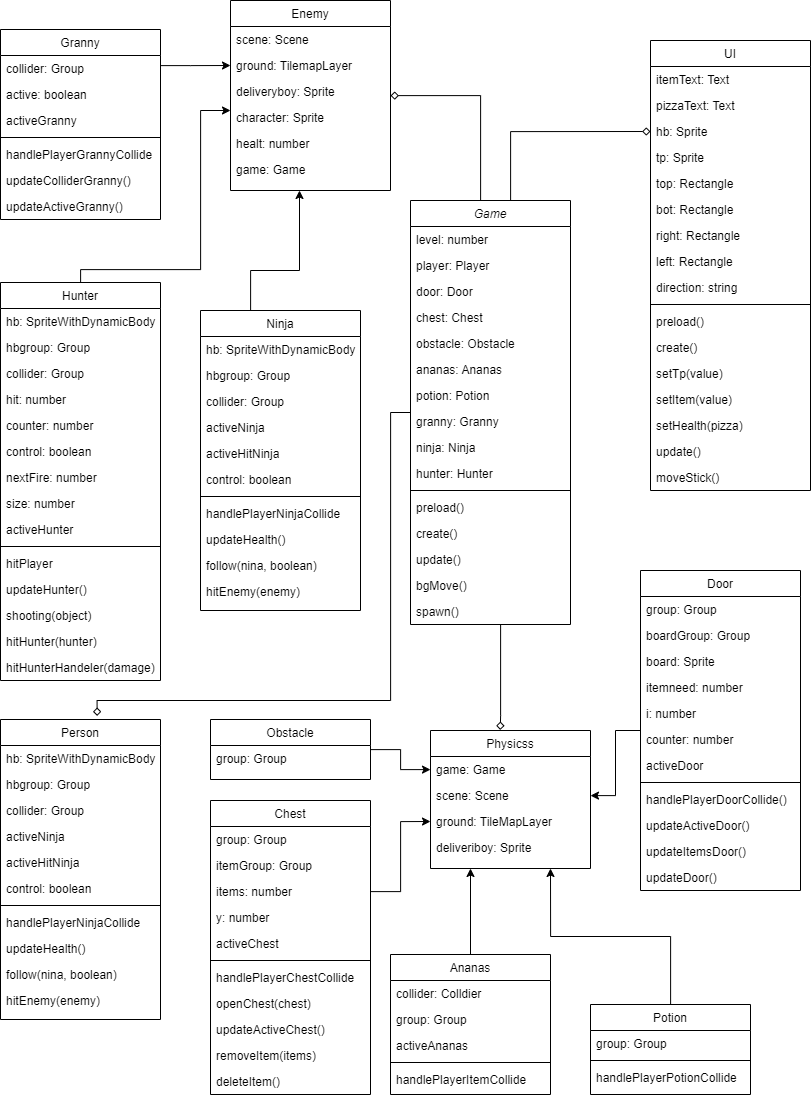 Enemy
scene: Scene
ground: TilemapLayer
deliveryboy: Sprite
character: Sprite
healt: number
game: Game
Granny
collider: Group
active: boolean
activeGranny
handlePlayerGrannyCollide
updateColliderGranny()
updateActiveGranny()
UI
itemText: Text
pizzaText: Text
hb: Sprite
tp: Sprite
top: Rectangle
bot: Rectangle
right: Rectangle
left: Rectangle
direction: string
preload()
create()
setTp(value)
setItem(value)
setHealth(pizza)
update()
moveStick()
Game
level: number
player: Player
door: Door
chest: Chest
obstacle: Obstacle
ananas: Ananas
potion: Potion
granny: Granny
ninja: Ninja
hunter: Hunter
preload()
create()
update()
bgMove()
spawn()
Hunter
hb: SpriteWithDynamicBody
hbgroup: Group
collider: Group
hit: number
counter: number
control: boolean
nextFire: number
size: number
activeHunter
hitPlayer
updateHunter()
shooting(object)
hitHunter(hunter)
hitHunterHandeler(damage)
Ninja
hb: SpriteWithDynamicBody
hbgroup: Group
collider: Group
activeNinja
activeHitNinja
control: boolean
handlePlayerNinjaCollide
updateHealth()
follow(nina, boolean)
hitEnemy(enemy)
Door
group: Group
boardGroup: Group
board: Sprite
itemneed: number
i: number
counter: number
activeDoor
handlePlayerDoorCollide()
updateActiveDoor()
updateItemsDoor()
updateDoor()
Person
hb: SpriteWithDynamicBody
hbgroup: Group
collider: Group
activeNinja
activeHitNinja
control: boolean
handlePlayerNinjaCollide
updateHealth()
follow(nina, boolean)
hitEnemy(enemy)
Obstacle
group: Group
Physicss
game: Game
scene: Scene
ground: TileMapLayer
deliveriboy: Sprite
Chest
group: Group
itemGroup: Group
items: number
y: number
activeChest
handlePlayerChestCollide
openChest(chest)
updateActiveChest()
removeItem(items)
deleteItem()
Ananas
collider: Colldier
group: Group
activeAnanas
handlePlayerItemCollide
Potion
group: Group
handlePlayerPotionCollide